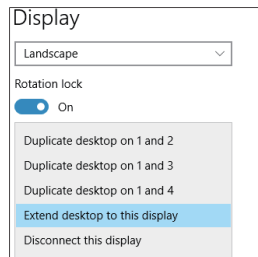 Display
Landscape
Rotation lock
On
Duplicate desktop on 1 and 2
Duplicate desktop on 1 and 3
Duplicate desktop on 1 and 4
Extend desktop to this display
Disconnect this display